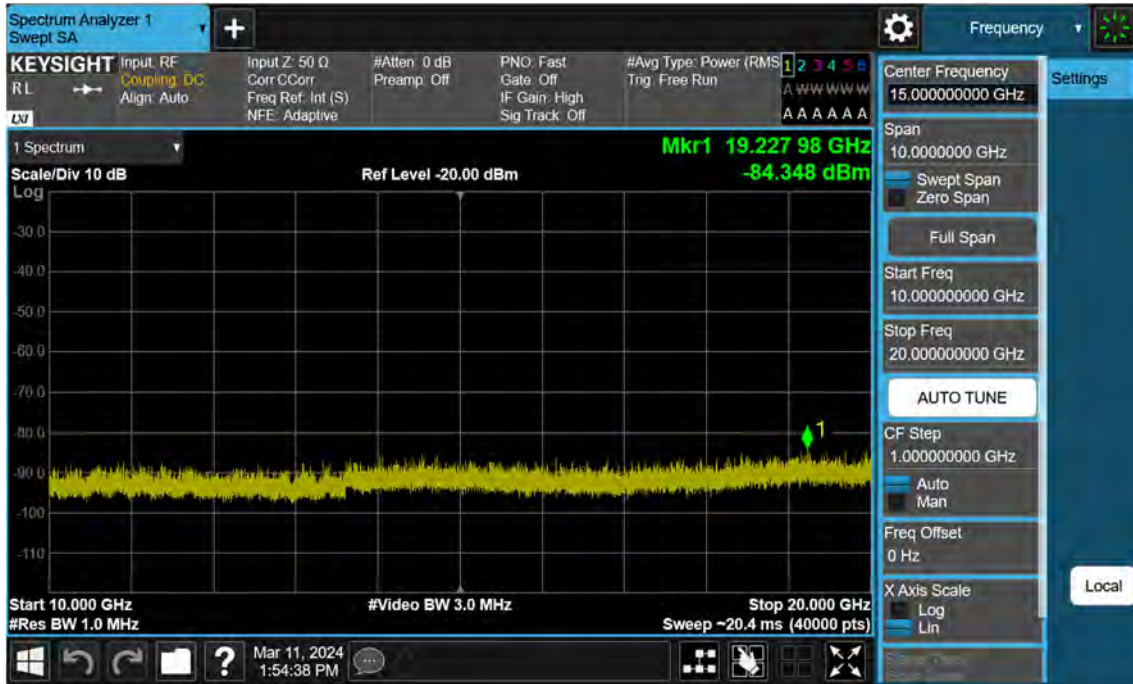 Spectrum Analyzer 1
Swept SA
+
Frequency
KEYSIGHT
RL
LXI
Input: RF
Coupling: DC
Align: Auto
Input Z: 50 Ω
Corr CCorr
Freq Ref: Int (S)
NFE: Adaptive
#Atten: 0 dB
Preamp: Off
PNO: Fast
Gate: Off
IF Gain: High
Sig Track: Off
#Avg Type: Power (RMS
Trig: Free Run
1 2 3 4 5 6
A W W W W W
A A A A A A
1 Spectrum
Scale/Div 10 dB
Ref Level -20.00 dBm
Mkr1 19.227 98 GHz
-84.348 dBm
Log
-30.0
-40.0
-50.0
-60.0
-70.0
-80.0
-90.0
-100
-110
1
Start 10.000 GHz
#Res BW 1.0 MHz
#Video BW 3.0 MHz
Stop 20.000 GHz
Sweep ~20.4 ms (40000 pts)
Center Frequency
15.000000000 GHz
Span
10.0000000 GHz
Swept Span
Zero Span
Full Span
Start Freq
10.000000000 GHz
Stop Freq
20.000000000 GHz
AUTO TUNE
CF Step
1.000000000 GHz
Auto
Man
Freq Offset
0 Hz
X Axis Scale
Log
Lin
Settings
Local
?
Mar 11, 2024
1:54:38 PM